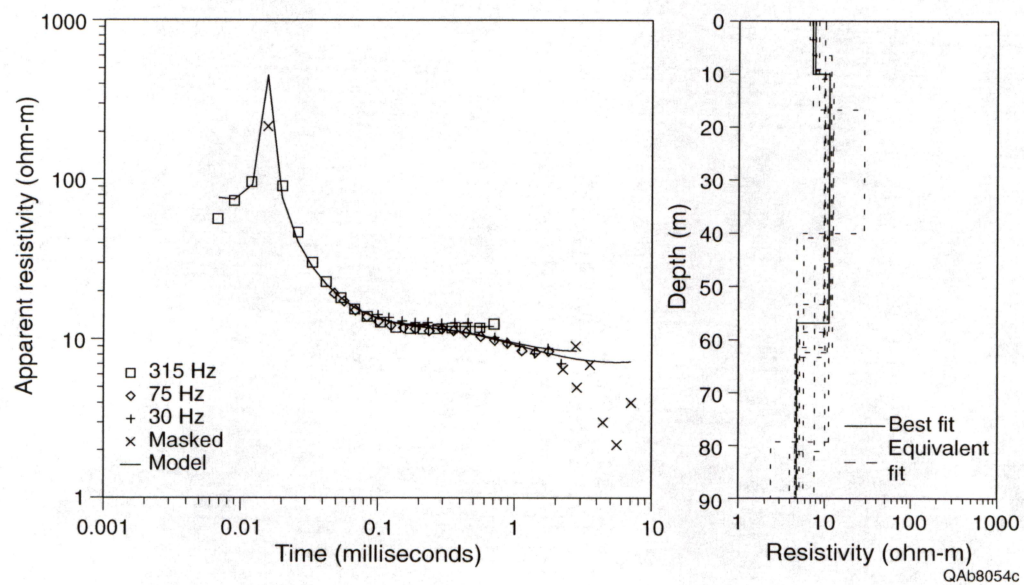 1000
100
10
1
Apparent resistivity (ohm-m)
315 Hz
75 Hz
30 Hz
Masked
Model
0.001
0.01
0.1
1
10
Time (milliseconds)
0
10
20
30
40
50
60
70
80
90
Depth (m)
Best fit
Equivalent
fit
1
10
100
1000
Resistivity (ohm-m)
QAb8054c